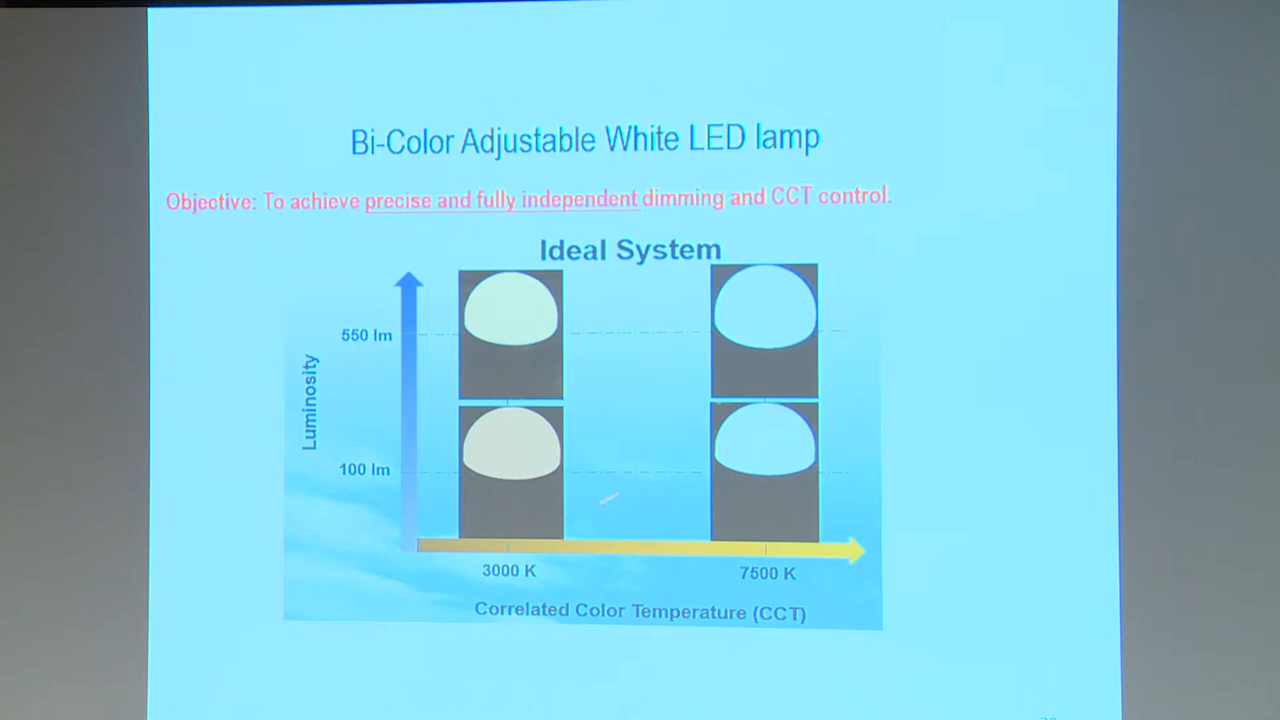 Bi-Color Adjustable White LED lamp
Objective: To achieve precise and fully independent dimming and CCT control.
Ideal System
550 lm
Luminosity
100 lm
3000 K
7500 K
Correlated Color Temperature (CCT)